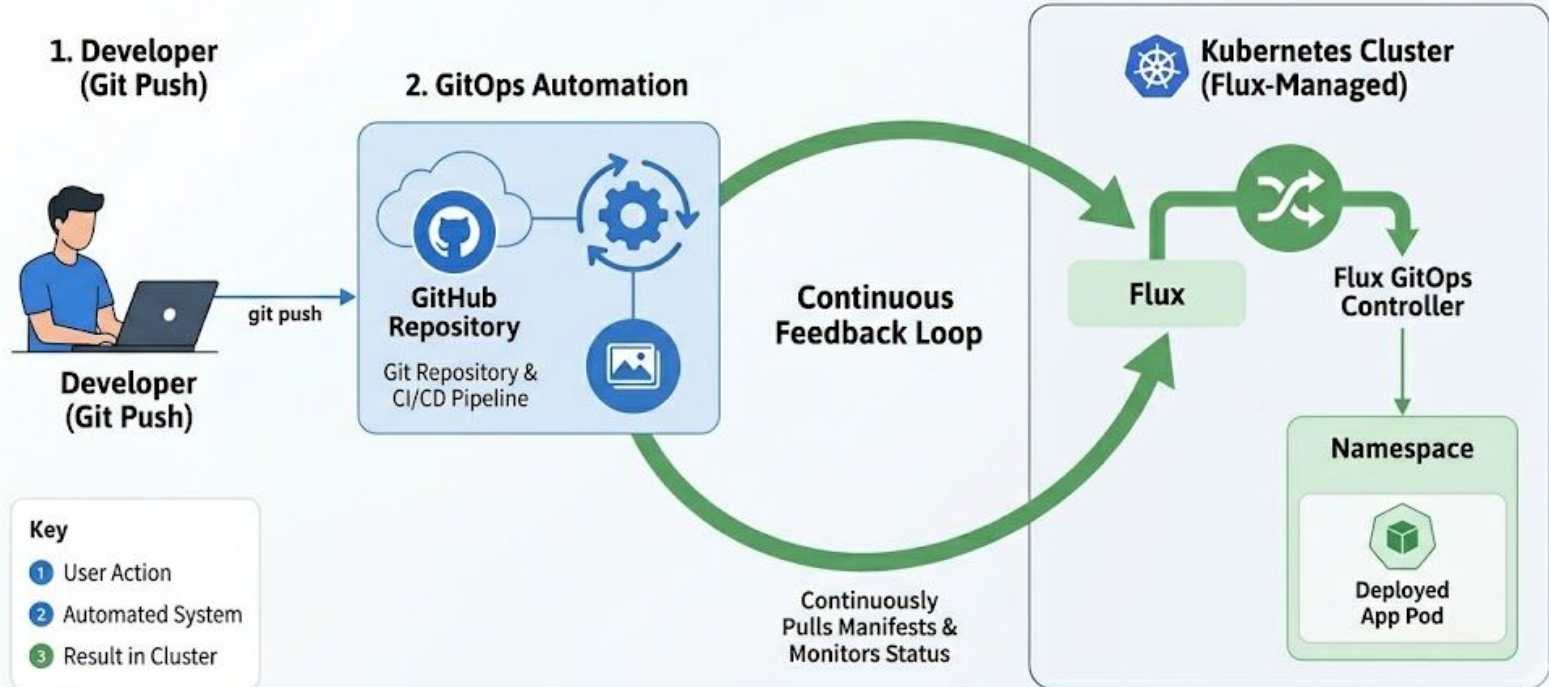 1. Developer
(Git Push)
2. GitOps Automation
Kubernetes Cluster
(Flux-Managed)
git push
GitHub
Repository
Git Repository &
CI/CD Pipeline
Developer
(Git Push)
Continuous
Feedback Loop
Flux
Flux GitOps
Controller
Namespace
Deployed
App Pod
Continuously
Pulls Manifests &
Monitors Status
Key
1 User Action
2 Automated System
3 Result in Cluster